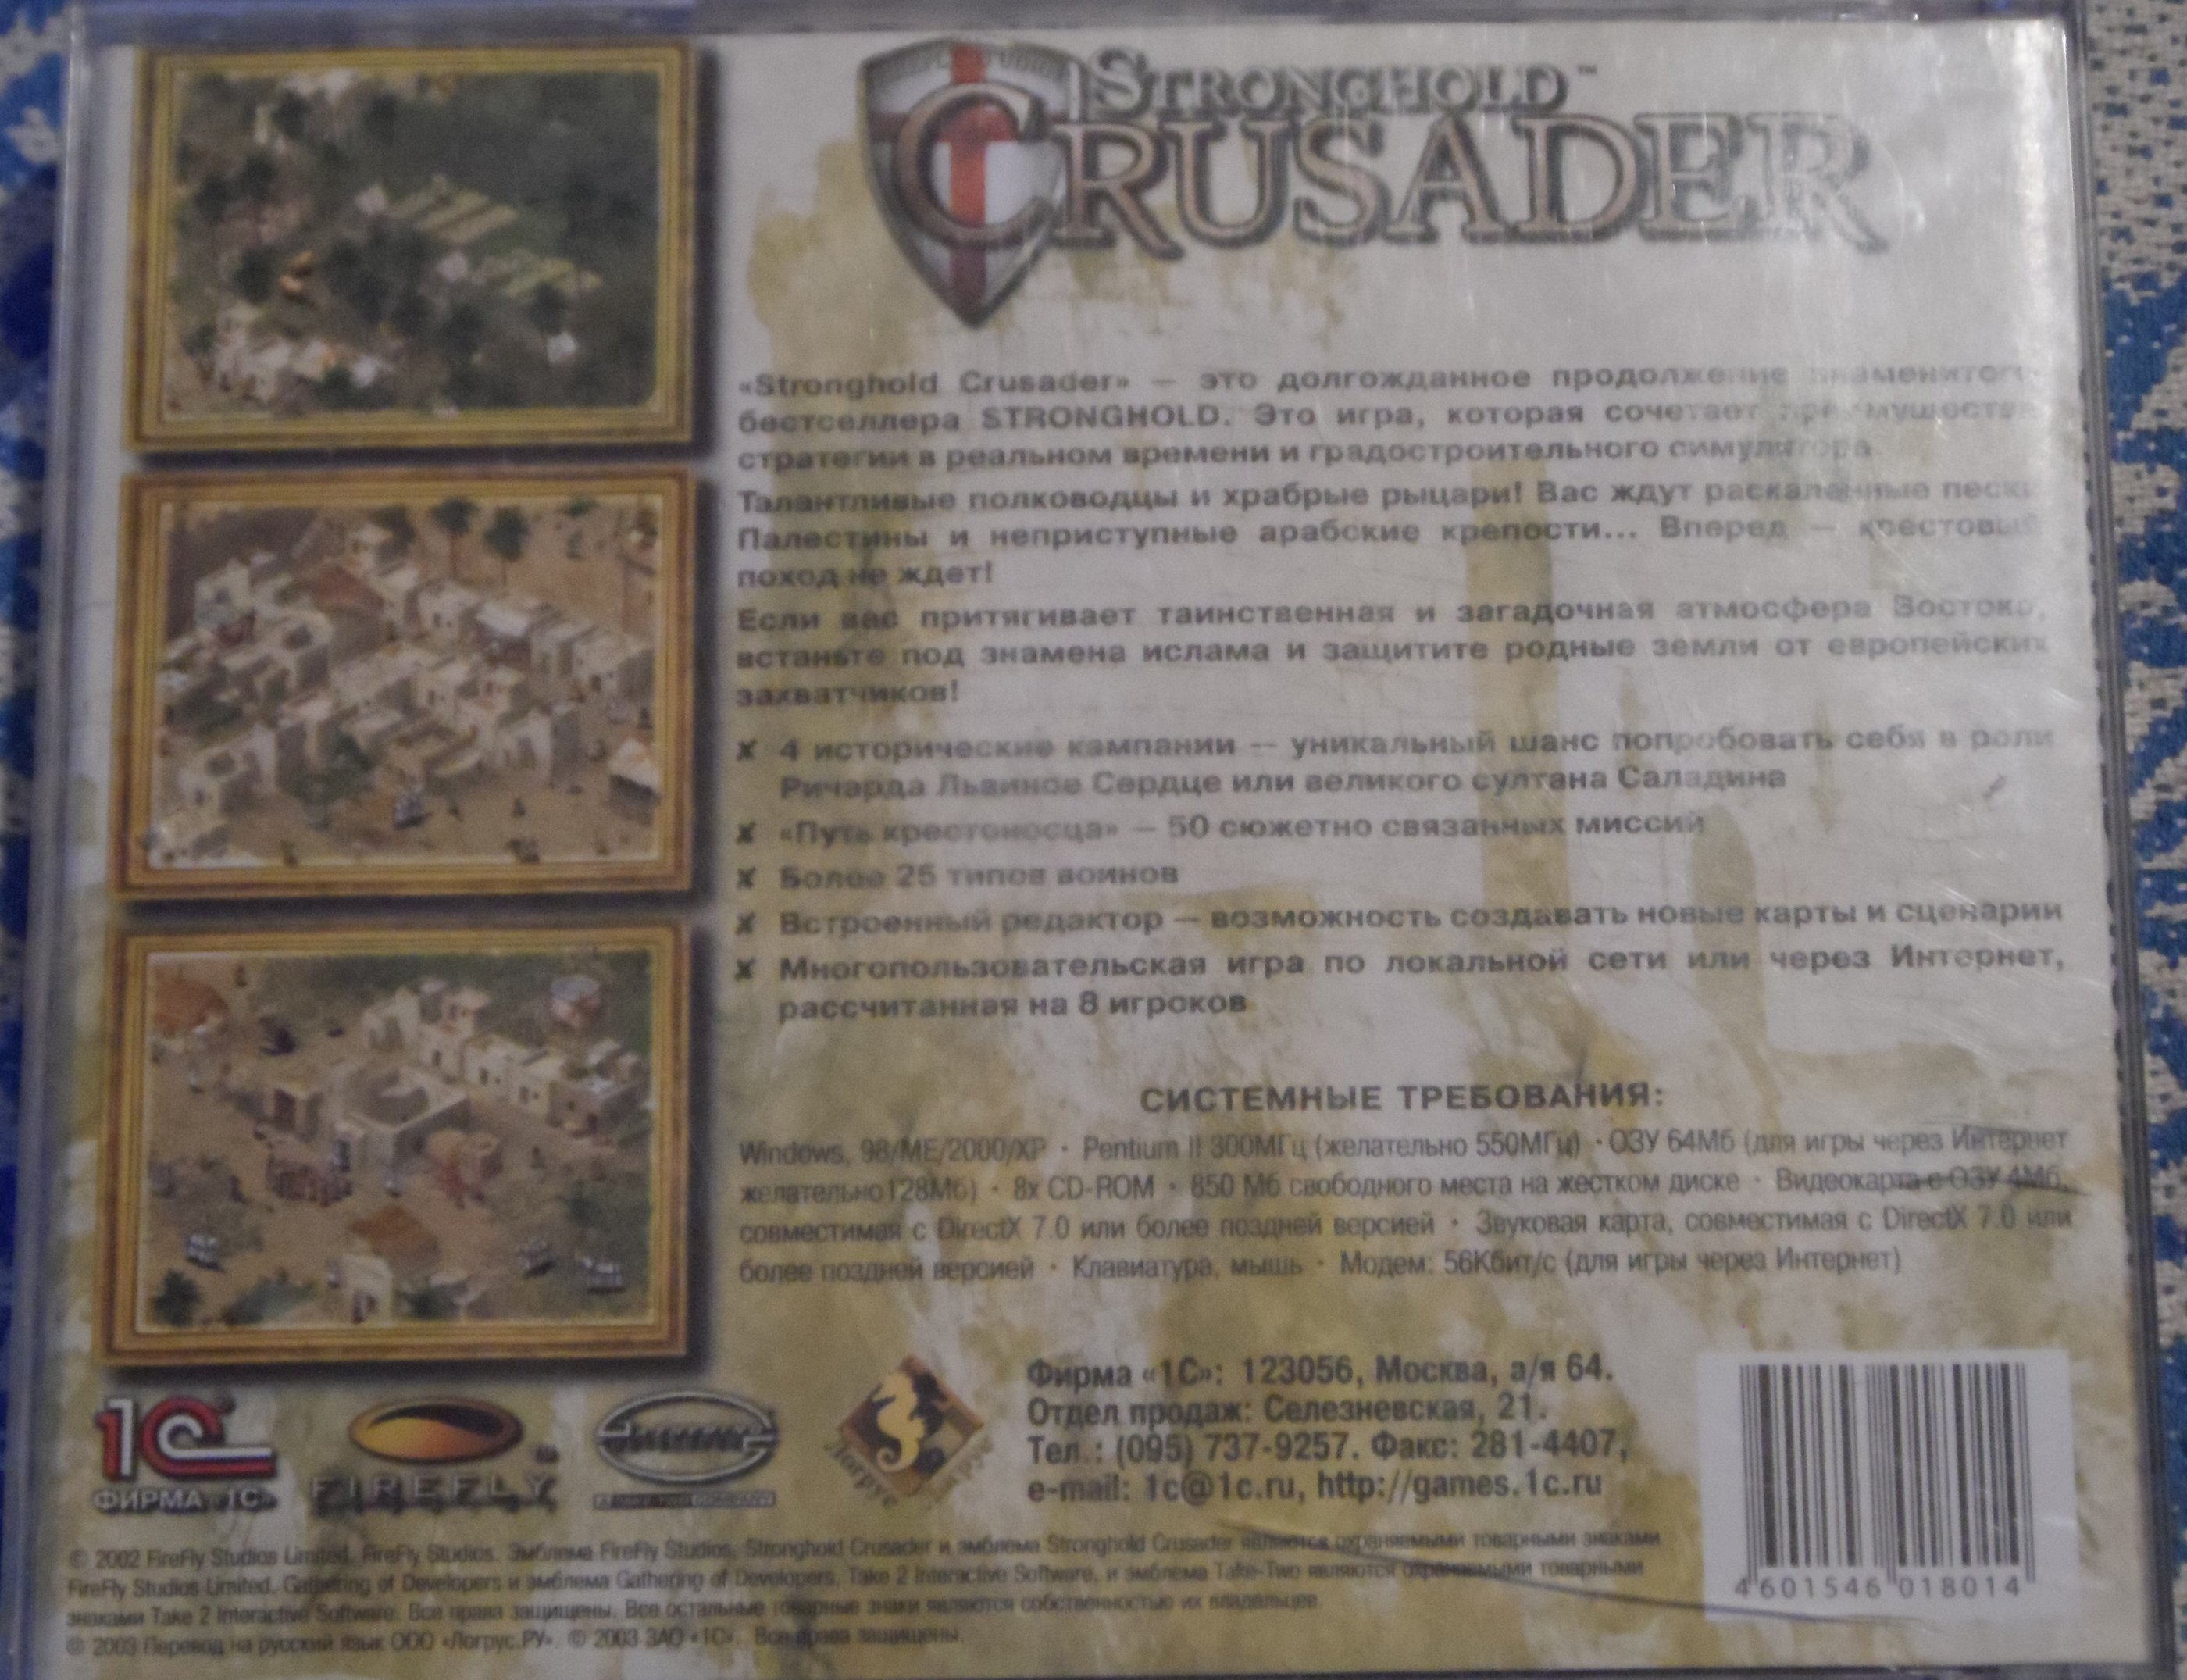 STRONGHOLD™
CRUSADER
«Stronghold Crusader» — это долгожданное продолжение знаменитого
бестселлера STRONGHOLD. Это игра, которая сочетает преимущества
стратегии в реальном времени и градостроительного симулятора.
Талантливые полководцы и храбрые рыцари! Вас ждут раскаленные пески
Палестины и неприступные арабские крепости... Вперед — крестовый
поход не ждет!
Если вас притягивает таинственная и загадочная атмосфера Востока,
встаньте под знамена ислама и защитите родные земли от европейских
захватчиков!
✘ 4 исторические кампании — уникальный шанс попробовать себя в роли
Ричарда Львиное Сердце или великого султана Саладина
✘ «Путь крестоносца» — 50 сюжетно связанных миссий
✘ Более 25 типов воинов
✘ Встроенный редактор — возможность создавать новые карты и сценарии
✘ Многопользовательская игра по локальной сети или через Интернет,
рассчитанная на 8 игроков
СИСТЕМНЫЕ ТРЕБОВАНИЯ:
Windows, 98/ME/2000/XP · Pentium II 300МГц (желательно 550МГц) · ОЗУ 64Мб (для игры через Интернет
желательно128Мб) · 8x CD-ROM · 850 Мб свободного места на жестком диске · Видеокарта с ОЗУ 4Мб,
совместимая с DirectX 7.0 или более поздней версией · Звуковая карта, совместимая с DirectX 7.0 или
более поздней версией · Клавиатура, мышь · Модем: 56Кбит/с (для игры через Интернет)
1С
ФИРМА «1С»
FIREFLY
Логрус
Фирма «1С»: 123056, Москва, а/я 64.
Отдел продаж: Селезневская, 21.
Тел.: (095) 737-9257. Факс: 281-4407,
e-mail: 1c@1c.ru, http://games.1c.ru
© 2002 FireFly Studios Limited. FireFly Studios, Эмблема FireFly Studios, Stronghold Crusader и эмблема Stronghold Crusader являются охраняемыми товарными знаками
FireFly Studios Limited. Gathering of Developers и эмблема Gathering of Developers, Take 2 Interactive Software, и эмблема Take-Two являются охраняемыми товарными
знаками Take 2 Interactive Software. Все права защищены. Все остальные товарные знаки являются собственностью их владельцев.
© 2003 Перевод на русский язык ООО «Логрус.РУ». © 2003 ЗАО «1С». Все права защищены.
4 601546 018014